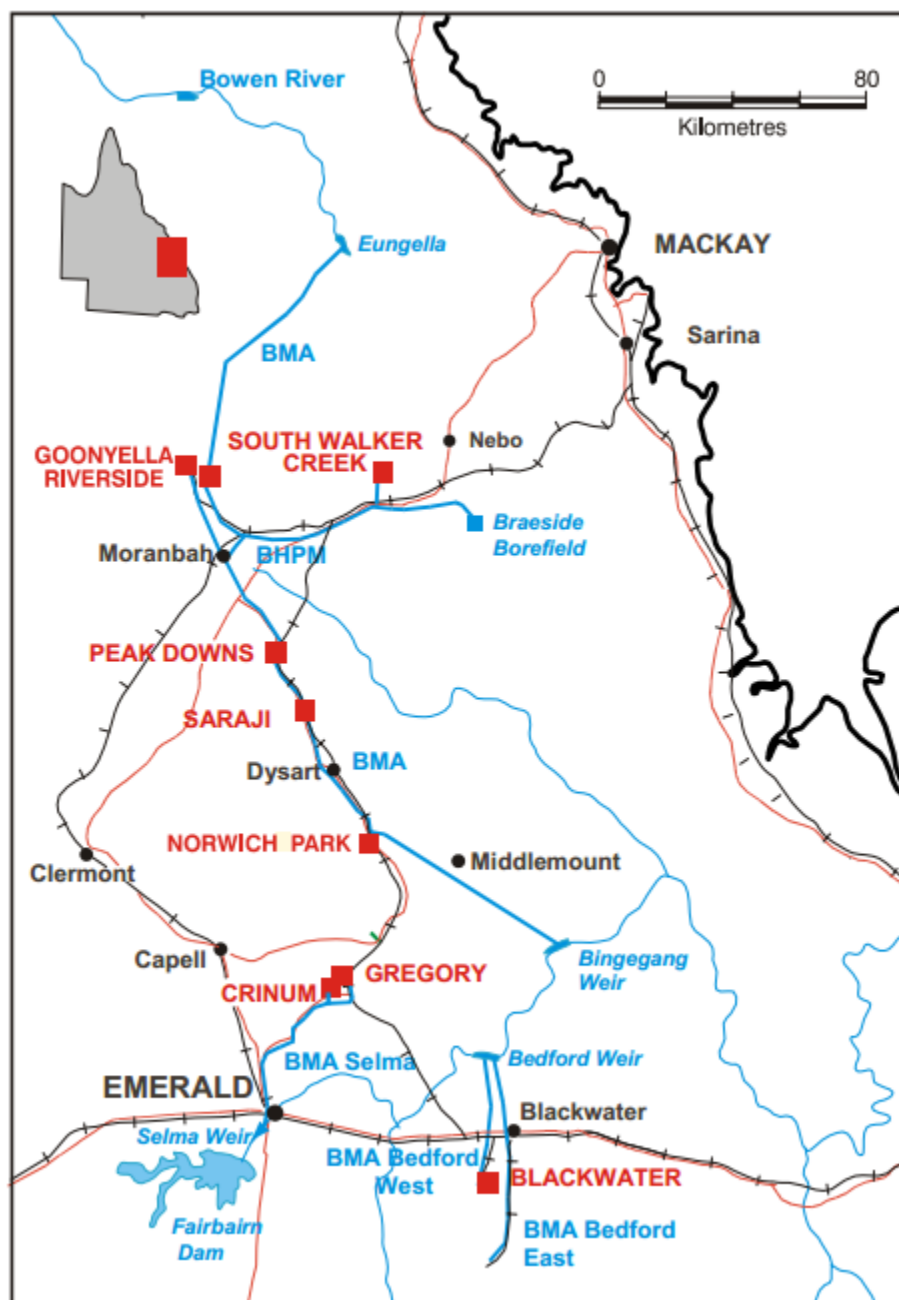 Bowen River
0 80
Kilometres
Eungella
MACKAY
BMA
Sarina
SOUTH WALKER
CREEK
Nebo
GOONYELLA
RIVERSIDE
Braeside
Borefield
Moranbah
BHPM
PEAK DOWNS
SARAJI
Dysart
BMA
NORWICH PARK
Middlemount
Clermont
Capell
Bingegang
Weir
GREGORY
CRINUM
BMA Selma
Bedford Weir
EMERALD
Blackwater
Selma Weir
BMA Bedford
West
BLACKWATER
Fairbairn
Dam
BMA Bedford
East